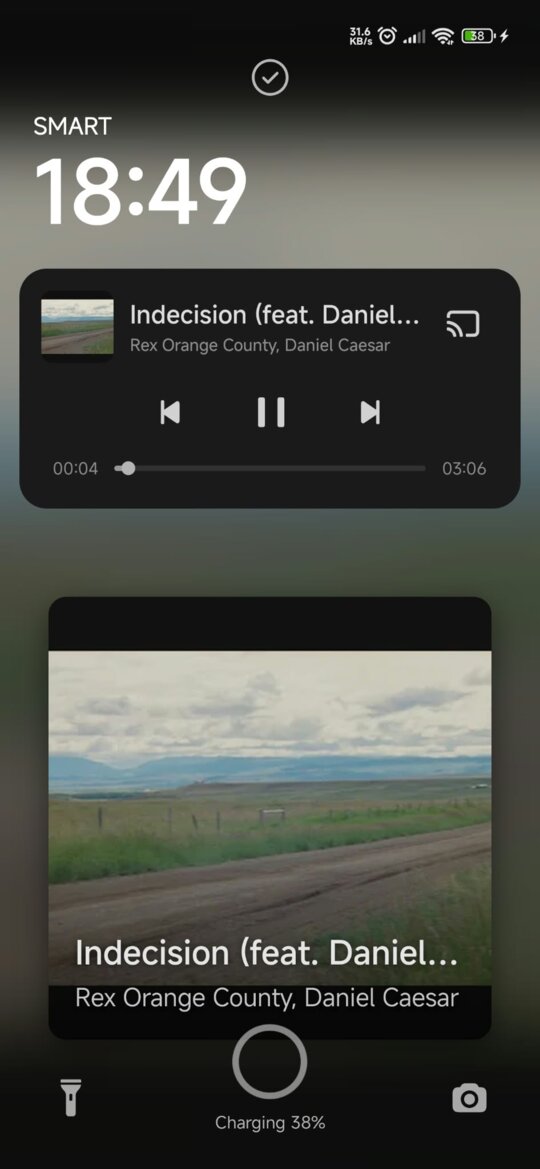 31.6
KB/s
38
SMART
18:49
Indecision (feat. Daniel...
Rex Orange County, Daniel Caesar
00:04
03:06
Indecision (feat. Daniel...
Rex Orange County, Daniel Caesar
Charging 38%